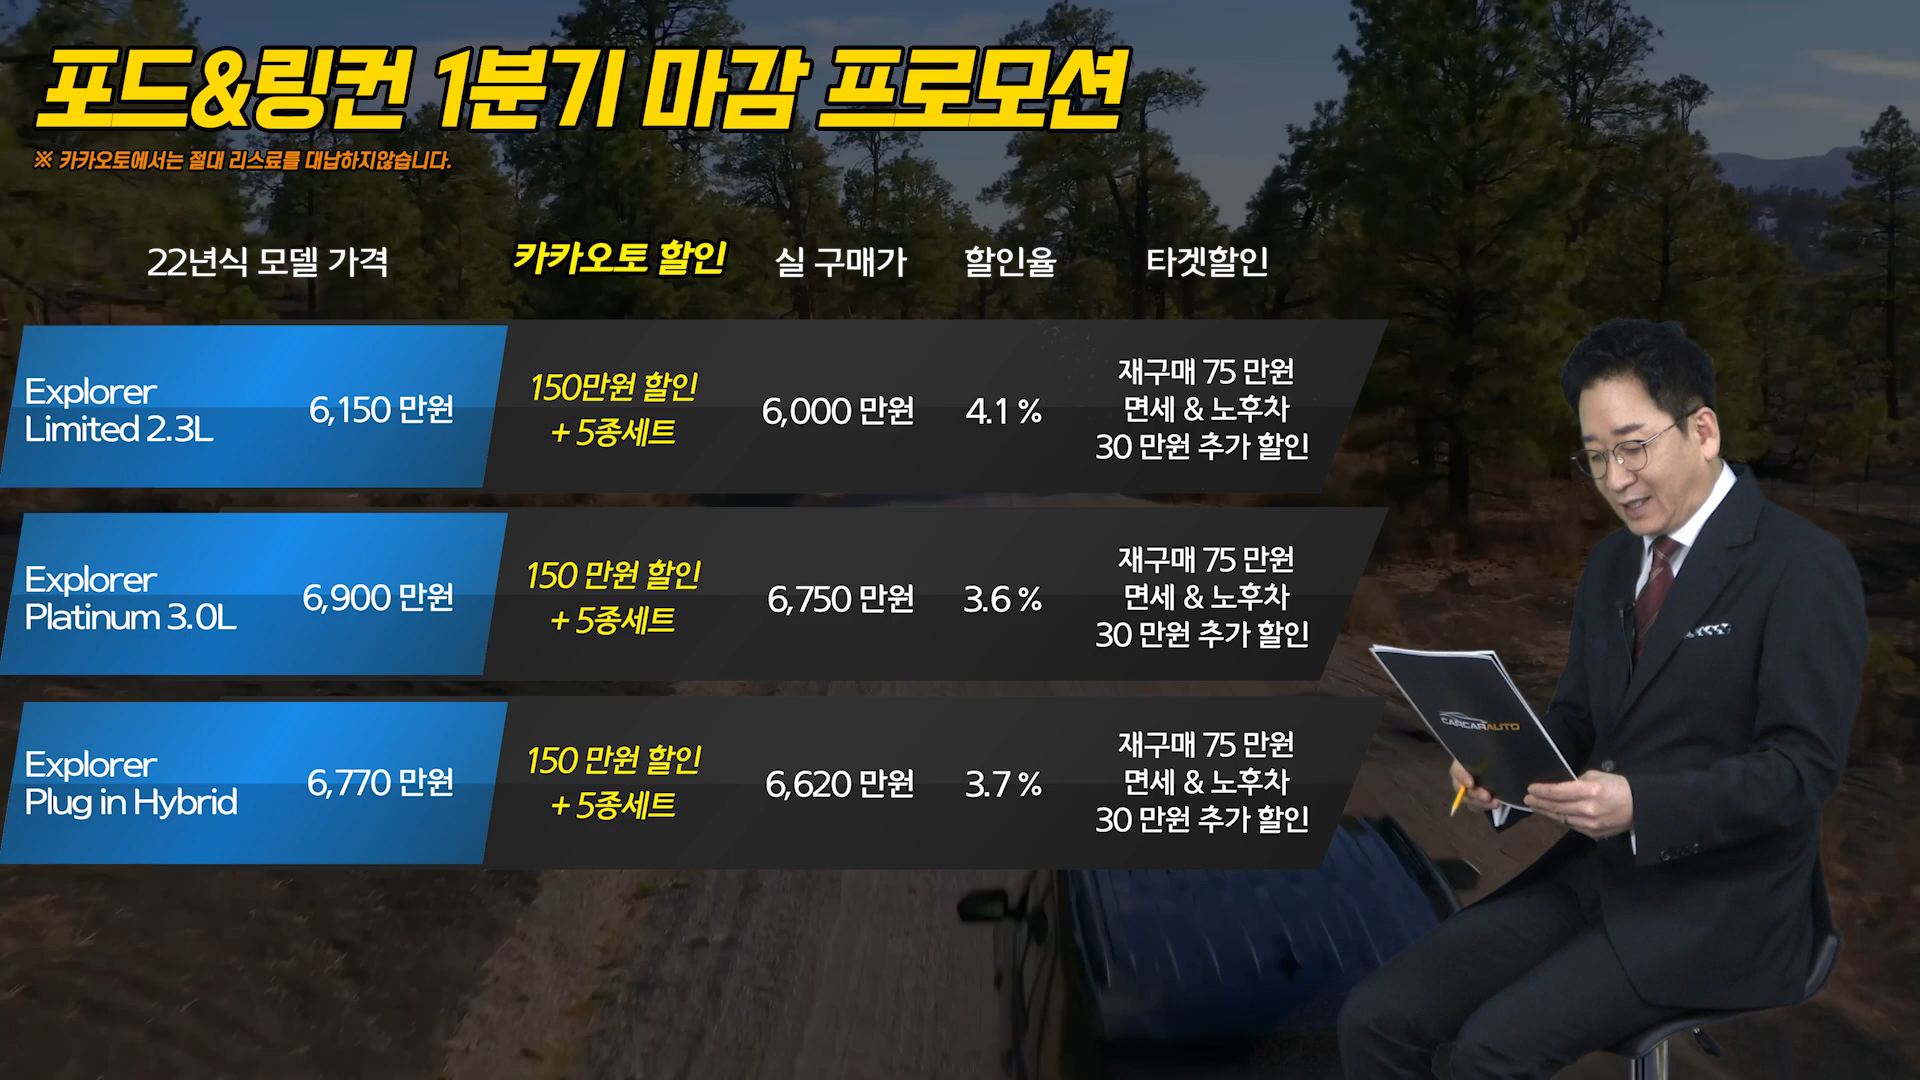 포드&링컨 1분기 마감 프로모션
※ 카카오토에서는 절대 리스료를 대납하지않습니다.
22년식 모델 가격 카카오토 할인 실 구매가 할인율 타겟할인
Explorer
Limited 2.3L
6,150 만원
150만원 할인
+ 5종세트
6,000 만원
4.1 %
재구매 75 만원
면세 & 노후차
30 만원 추가 할인
Explorer
Platinum 3.0L
6,900 만원
150 만원 할인
+ 5종세트
6,750 만원
3.6 %
재구매 75 만원
면세 & 노후차
30 만원 추가 할인
Explorer
Plug in Hybrid
6,770 만원
150 만원 할인
+ 5종세트
6,620 만원
3.7 %
재구매 75 만원
면세 & 노후차
30 만원 추가 할인
CARCARAUTO